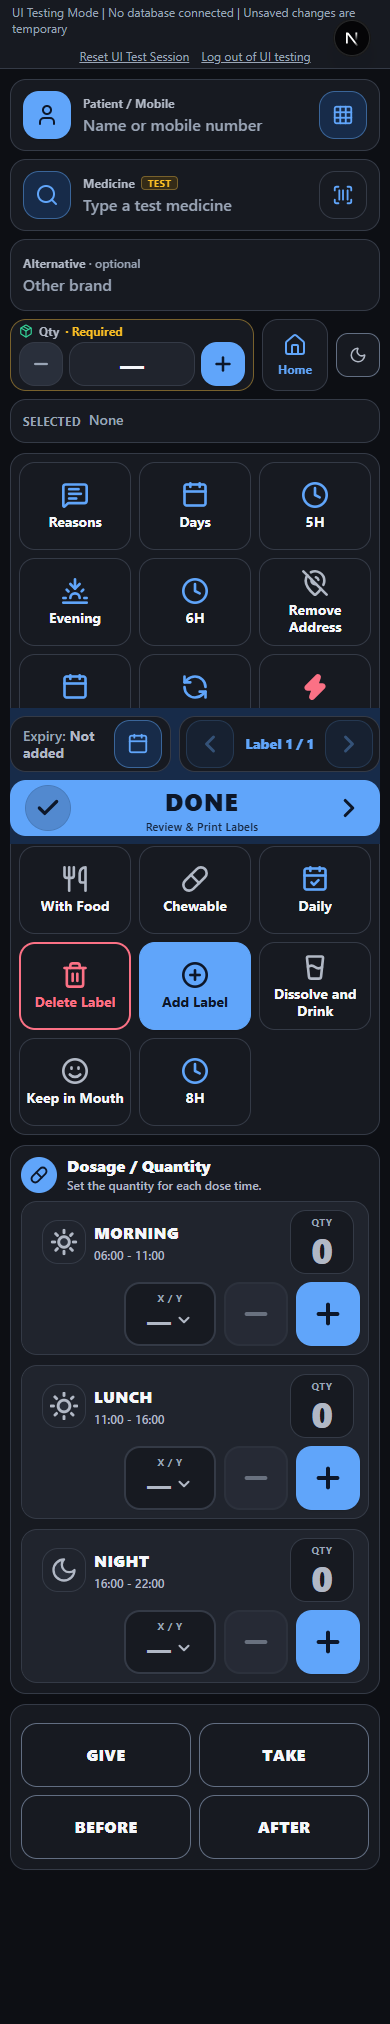 UI Testing Mode | No database connected | Unsaved changes are
temporary
N
Reset UI Test Session Log out of UI testing
Patient / Mobile
Name or mobile number
Medicine TEST
Type a test medicine
Alternative · optional
Other brand
Qty · Required
—
Home
SELECTED None
Reasons Days 5H
Evening 6H Remove
Address
Expiry: Not
added
Label 1 / 1
DONE
Review & Print Labels
With Food Chewable Daily
Delete Label Add Label Dissolve and
Drink
Keep in Mouth 8H
Dosage / Quantity
Set the quantity for each dose time.
MORNING
06:00 - 11:00
QTY
0
X / Y
—
LUNCH
11:00 - 16:00
QTY
0
X / Y
—
NIGHT
16:00 - 22:00
QTY
0
X / Y
—
GIVE TAKE
BEFORE AFTER